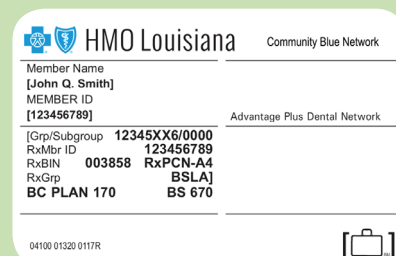 HMO Louisiana
Community Blue Network
Member Name
[John Q. Smith]
MEMBER ID
[123456789]
Advantage Plus Dental Network
[Grp/Subgroup 12345XX6/0000
RxMbr ID 123456789
RxBIN 003858 RxPCN-A4
RxGrp BSLA]
BC PLAN 170 BS 670
04100 01320 0117R
[ ]